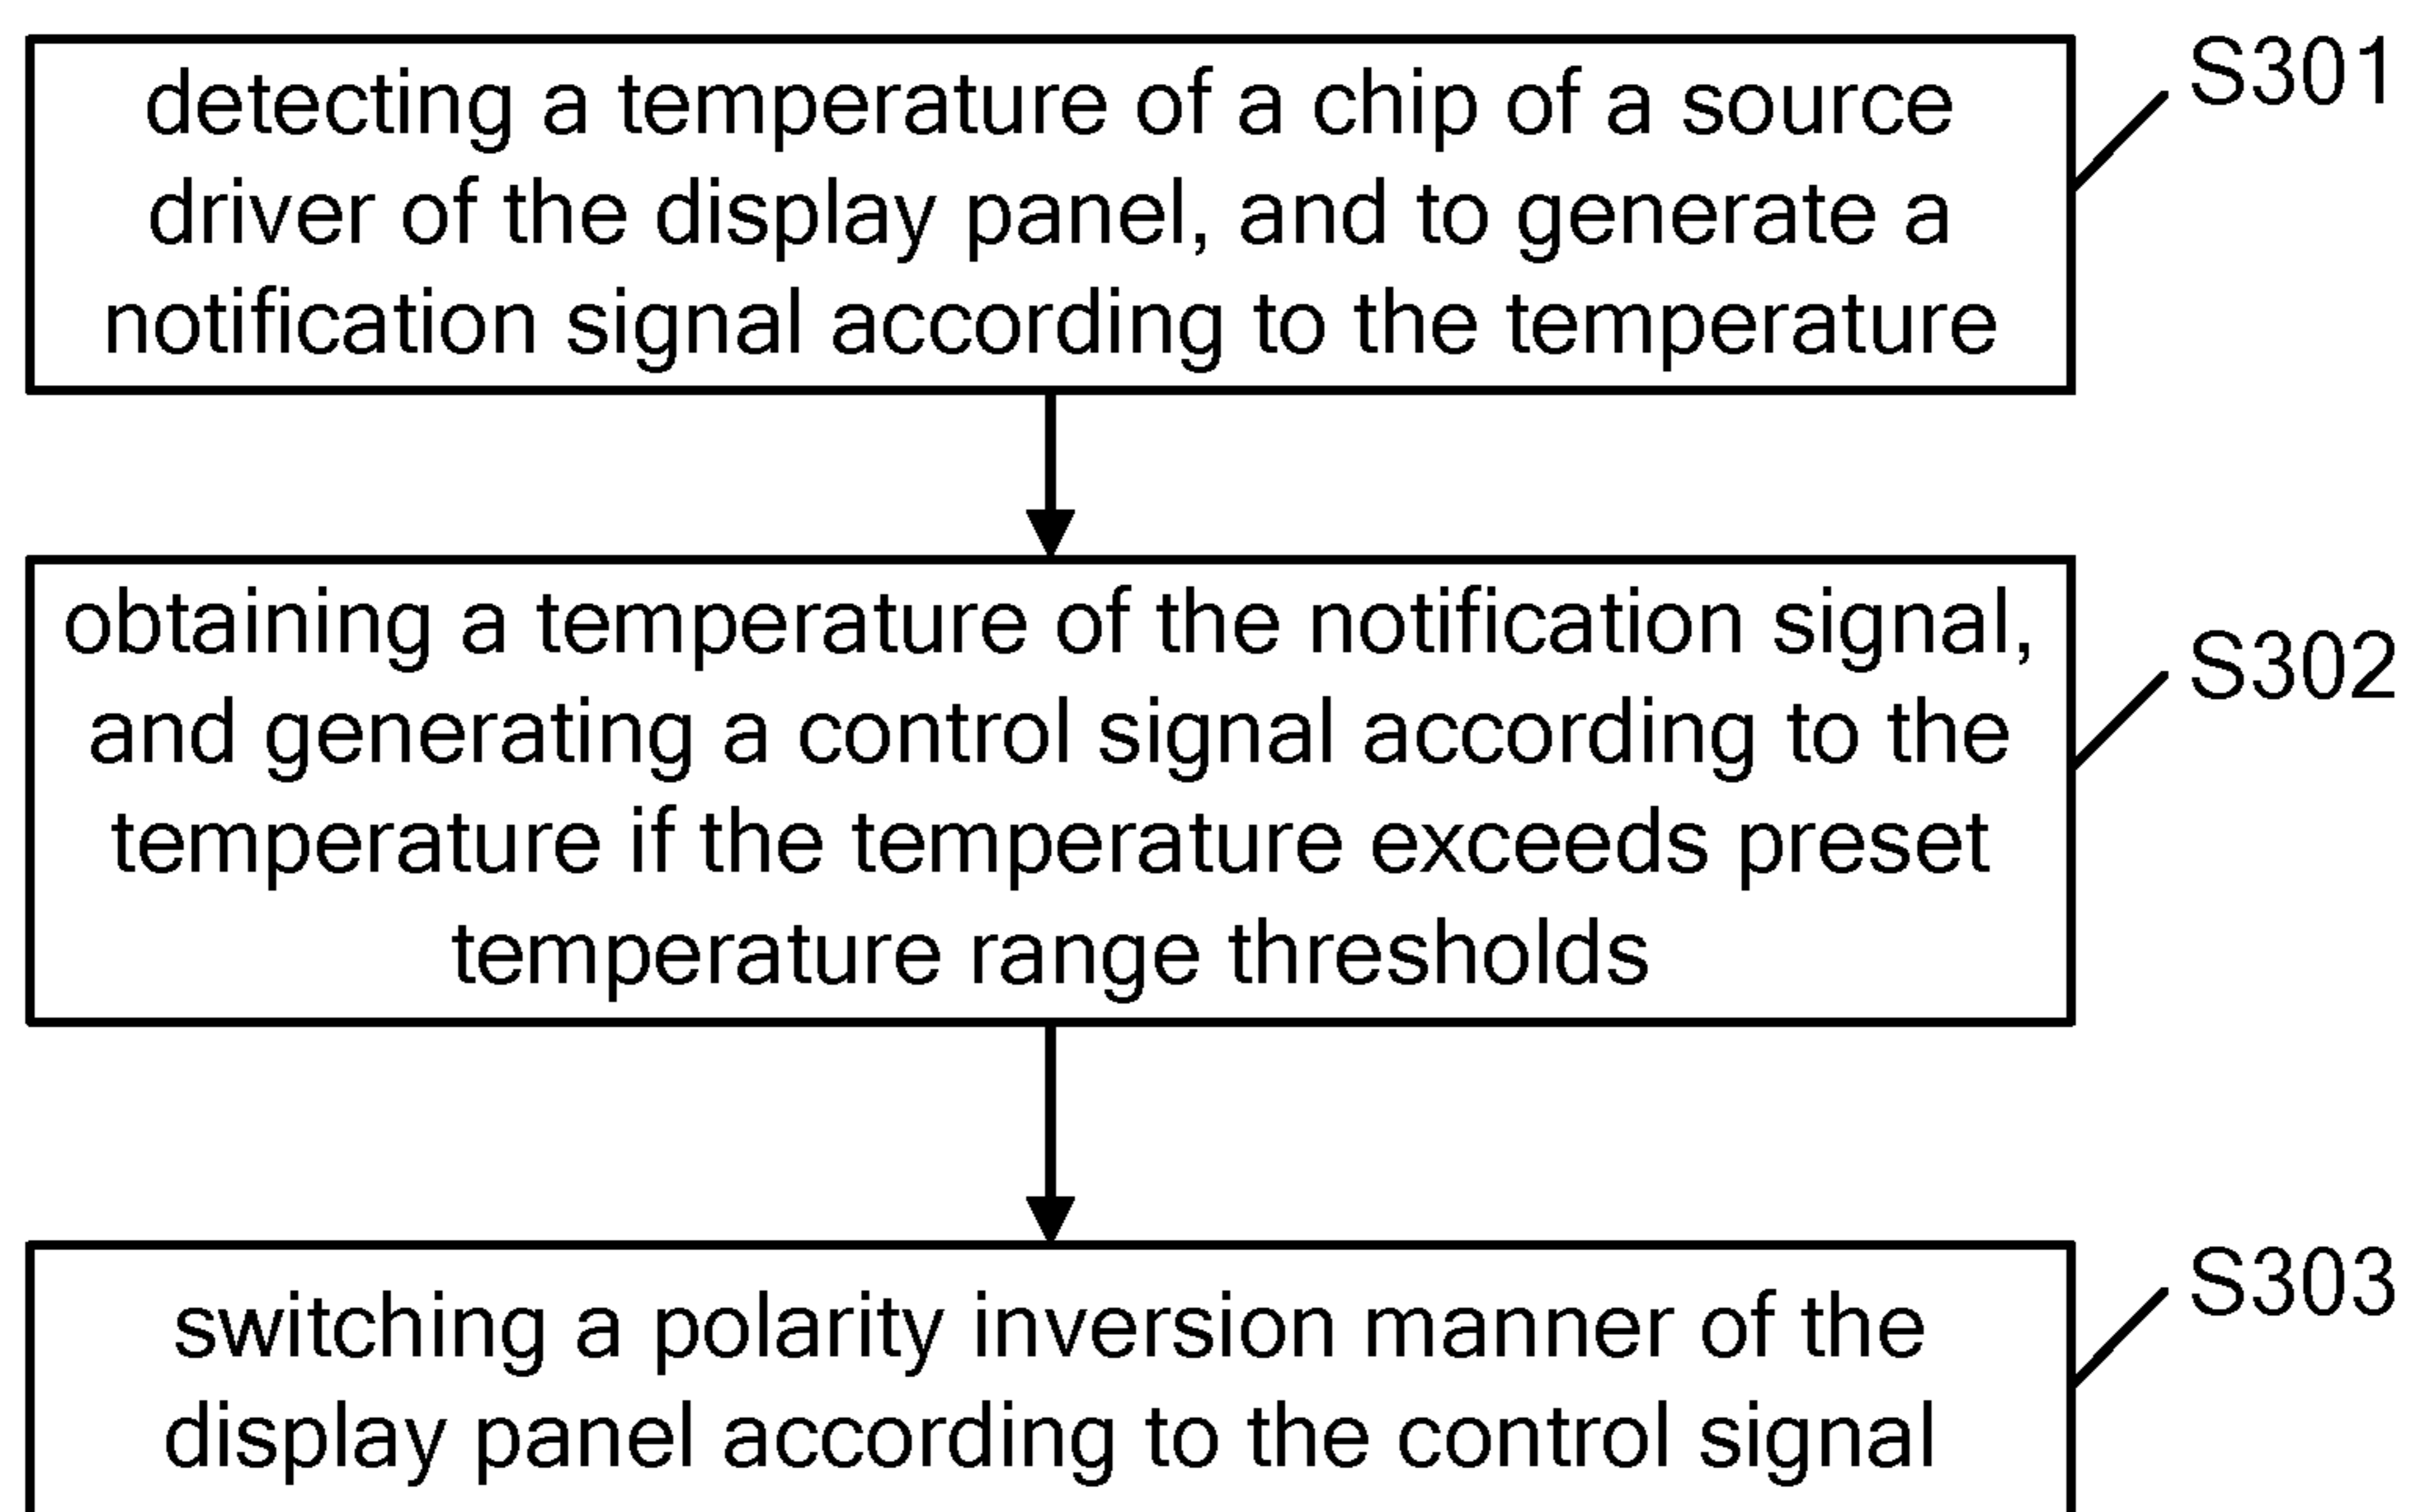 detecting a temperature of a chip of a source
driver of the display panel, and to generate a
notification signal according to the temperature
S301
obtaining a temperature of the notification signal,
and generating a control signal according to the
temperature if the temperature exceeds preset
temperature range thresholds
S302
switching a polarity inversion manner of the
display panel according to the control signal
S303